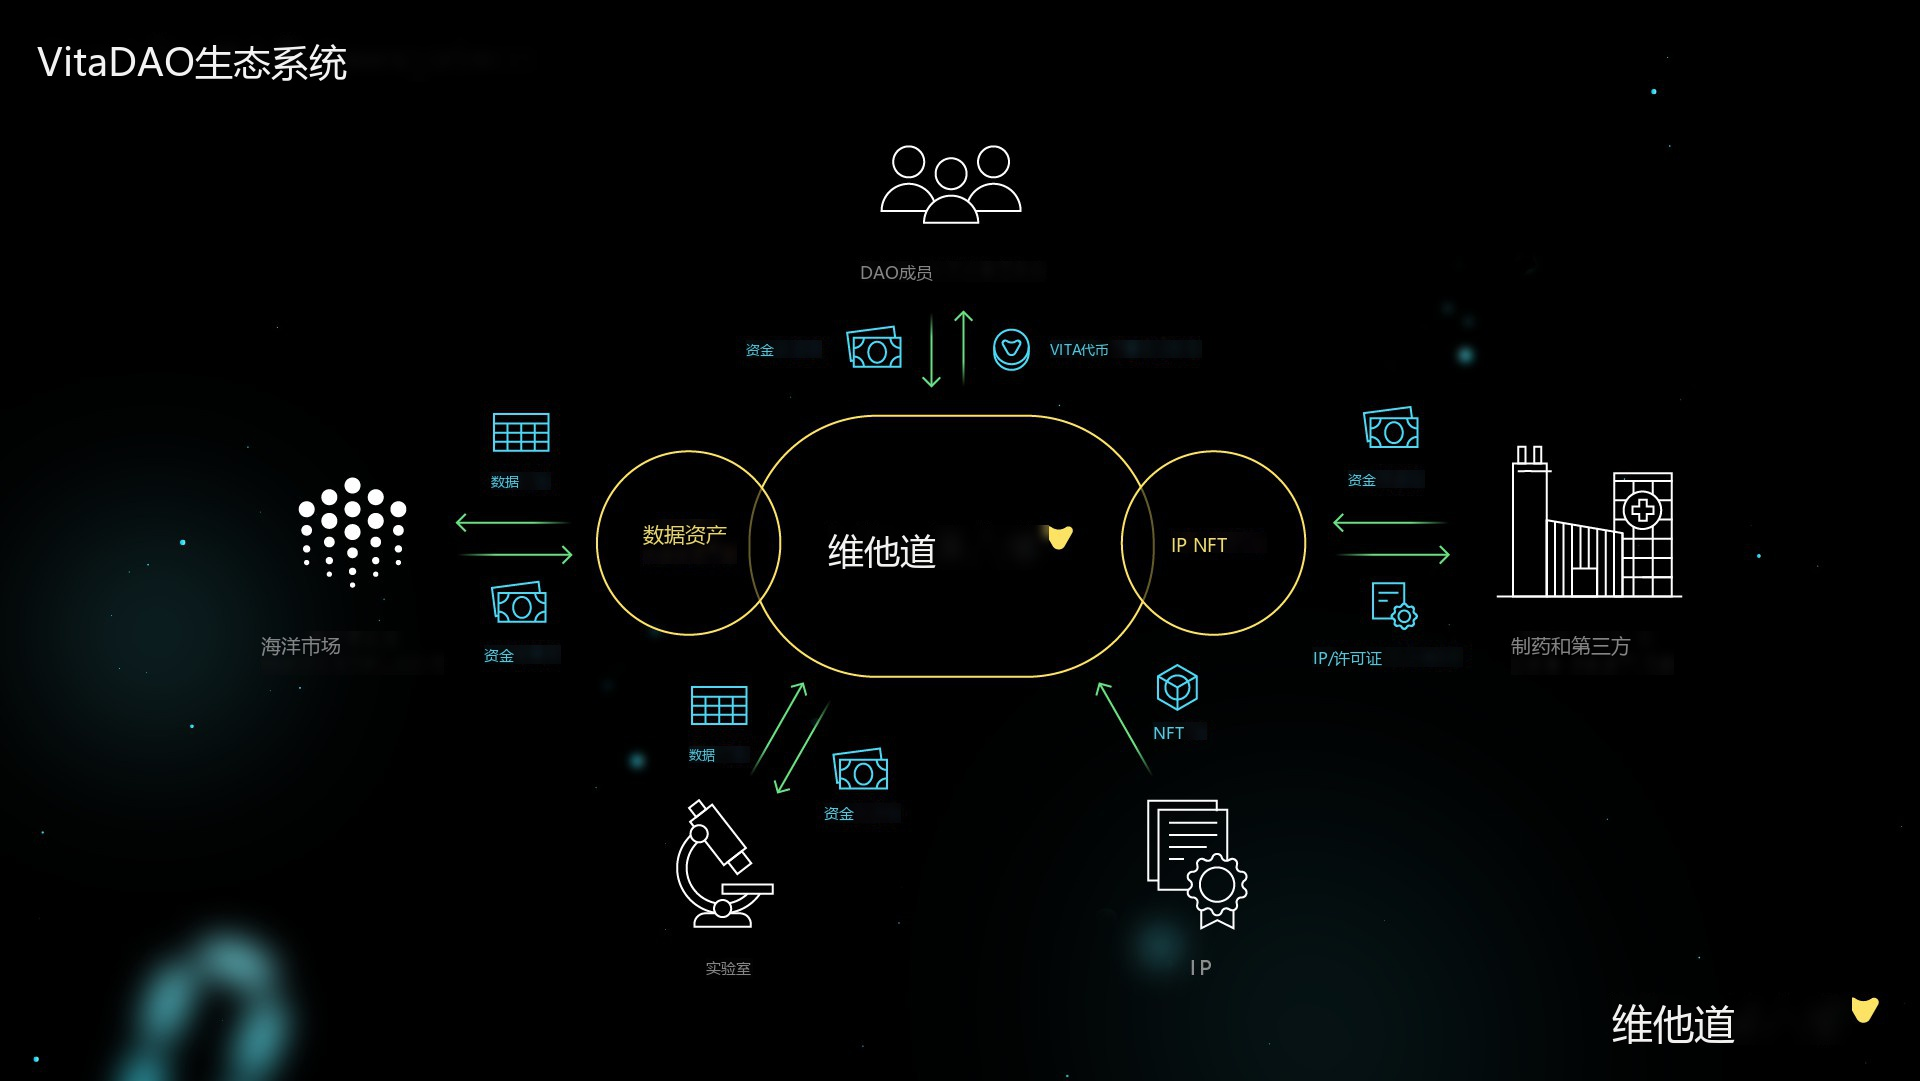 VitaDAO生态系统
DAO成员
资金
VITA代币
数据
资金
数据资产
维他道
IP NFT
海洋市场
资金
IP/许可证
制药和第三方
数据
NFT
资金
实验室
IP
维他道